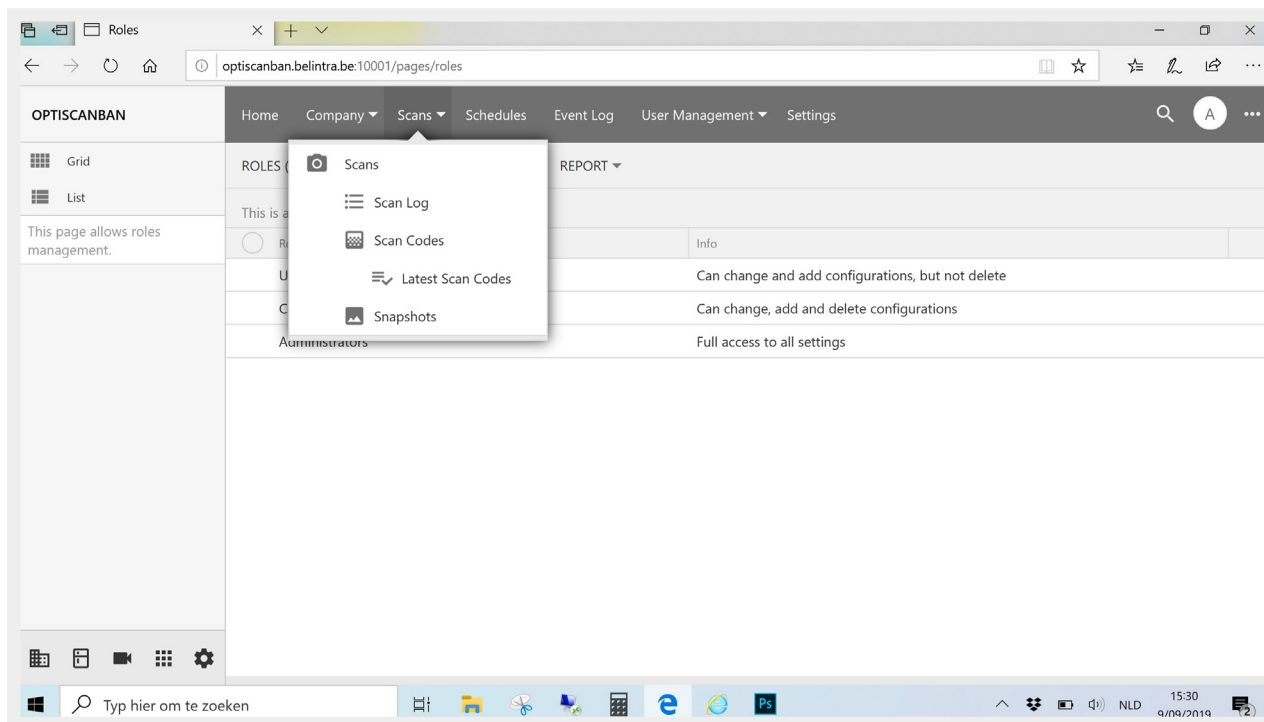 Roles
optiscanban.belintra.be:10001/pages/roles
OPTISCANBAN
Home Company Scans Schedules Event Log User Management Settings
A
Grid
List
This page allows roles
management.
ROLES ( REPORT
Scans
Scan Log
Scan Codes
Latest Scan Codes
Snapshots
This is a
Info
Can change and add configurations, but not delete
Can change, add and delete configurations
Administrators Full access to all settings
Typ hier om te zoeken
Ps
NLD
15:30
9/09/2019
2